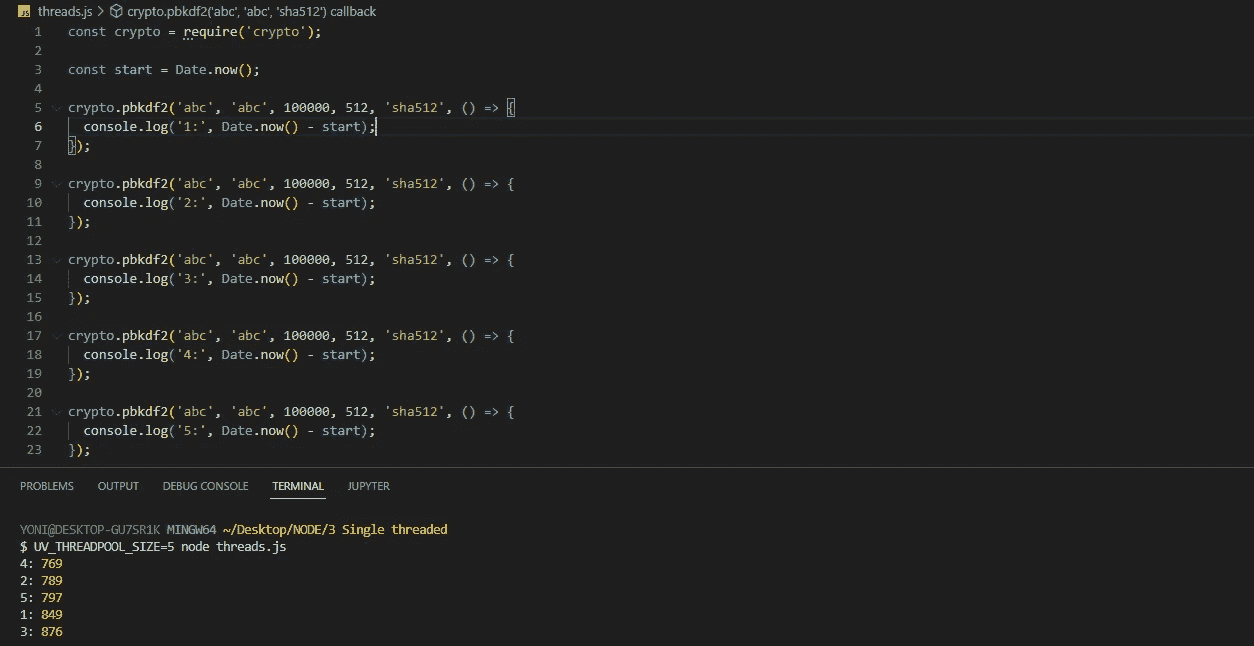 JS threads.js > crypto.pbkdf2('abc', 'abc', 'sha512') callback
1 const crypto = require('crypto');
2
3 const start = Date.now();
4
5 crypto.pbkdf2('abc', 'abc', 100000, 512, 'sha512', () => {
6 console.log('1:', Date.now() - start);
7 });
8
9 crypto.pbkdf2('abc', 'abc', 100000, 512, 'sha512', () => {
10 console.log('2:', Date.now() - start);
11 });
12
13 crypto.pbkdf2('abc', 'abc', 100000, 512, 'sha512', () => {
14 console.log('3:', Date.now() - start);
15 });
16
17 crypto.pbkdf2('abc', 'abc', 100000, 512, 'sha512', () => {
18 console.log('4:', Date.now() - start);
19 });
20
21 crypto.pbkdf2('abc', 'abc', 100000, 512, 'sha512', () => {
22 console.log('5:', Date.now() - start);
23 });
PROBLEMS OUTPUT DEBUG CONSOLE TERMINAL JUPYTER
YONI@DESKTOP-GU7SR1K MINGW64 ~/Desktop/NODE/3 Single threaded
$ UV_THREADPOOL_SIZE=5 node threads.js
4: 769
2: 789
5: 797
1: 849
3: 876